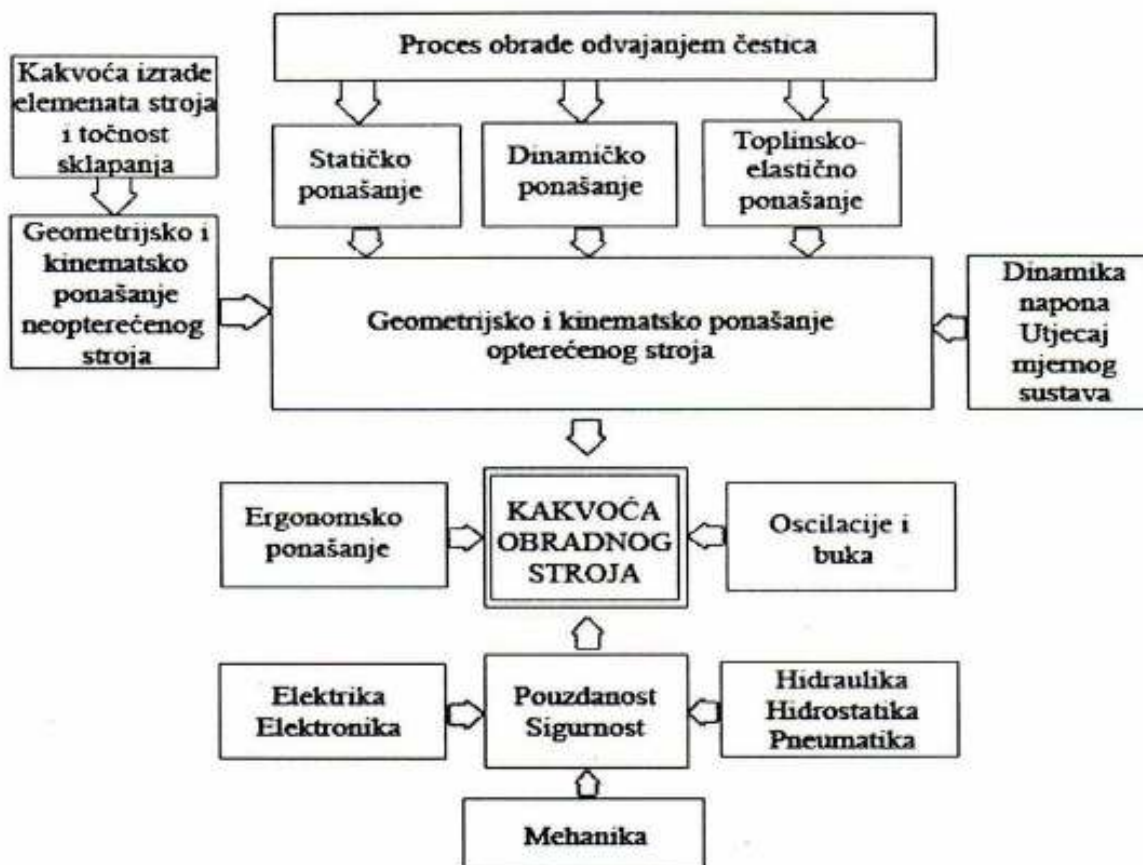 Proces obrade odvajanjem čestica
Kakvoća izrade
elemenata stroja
i točnost
sklapanja
Statičko
ponašanje
Dinamičko
ponašanje
Toplinsko-
elastično
ponašanje
Geometrijsko i
kinematsko
ponašanje
neopterećenog
stroja
Geometrijsko i kinematsko ponašanje
opterećenog stroja
Dinamika
napona
Utjecaj
mjernog
sustava
Ergonomsko
ponašanje
KAKVOĆA
OBRADNOG
STROJA
Oscilacije i
buka
Elektrika
Elektronika
Pouzdanost
Sigurnost
Hidraulika
Hidrostatika
Pneumatika
Mehanika